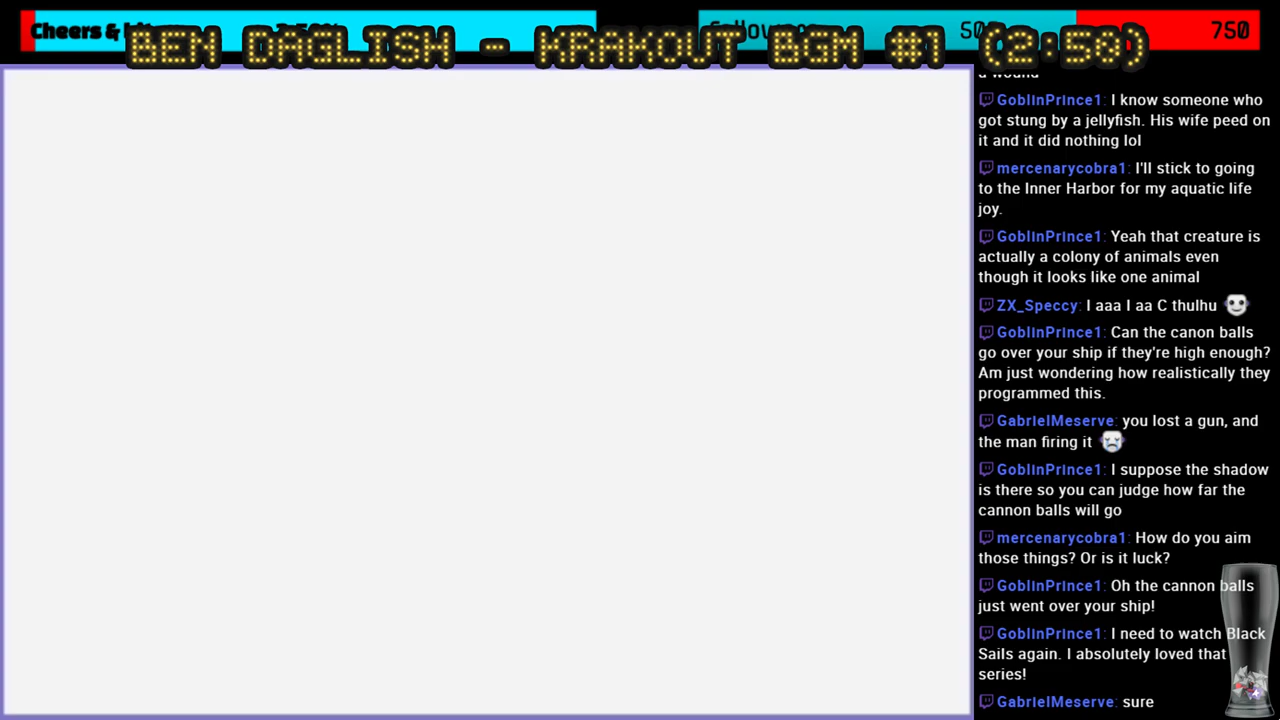 Cheers &
Followers 500 750
BEN DAGLISH - KRAKOUT BGM #1 (2:50)
a wound
GoblinPrince1: I know someone who
got stung by a jellyfish. His wife peed on
it and it did nothing lol
mercenarycobra1: I'll stick to going
to the Inner Harbor for my aquatic life
joy.
GoblinPrince1: Yeah that creature is
actually a colony of animals even
though it looks like one animal
ZX_Speccy: I aaa I aa C thulhu
GoblinPrince1: Can the canon balls
go over your ship if they're high enough?
Am just wondering how realistically they
programmed this.
GabrielMeserve: you lost a gun, and
the man firing it
GoblinPrince1: I suppose the shadow
is there so you can judge how far the
cannon balls will go
mercenarycobra1: How do you aim
those things? Or is it luck?
GoblinPrince1: Oh the cannon balls
just went over your ship!
GoblinPrince1: I need to watch Black
Sails again. I absolutely loved that
series!
GabrielMeserve: sure